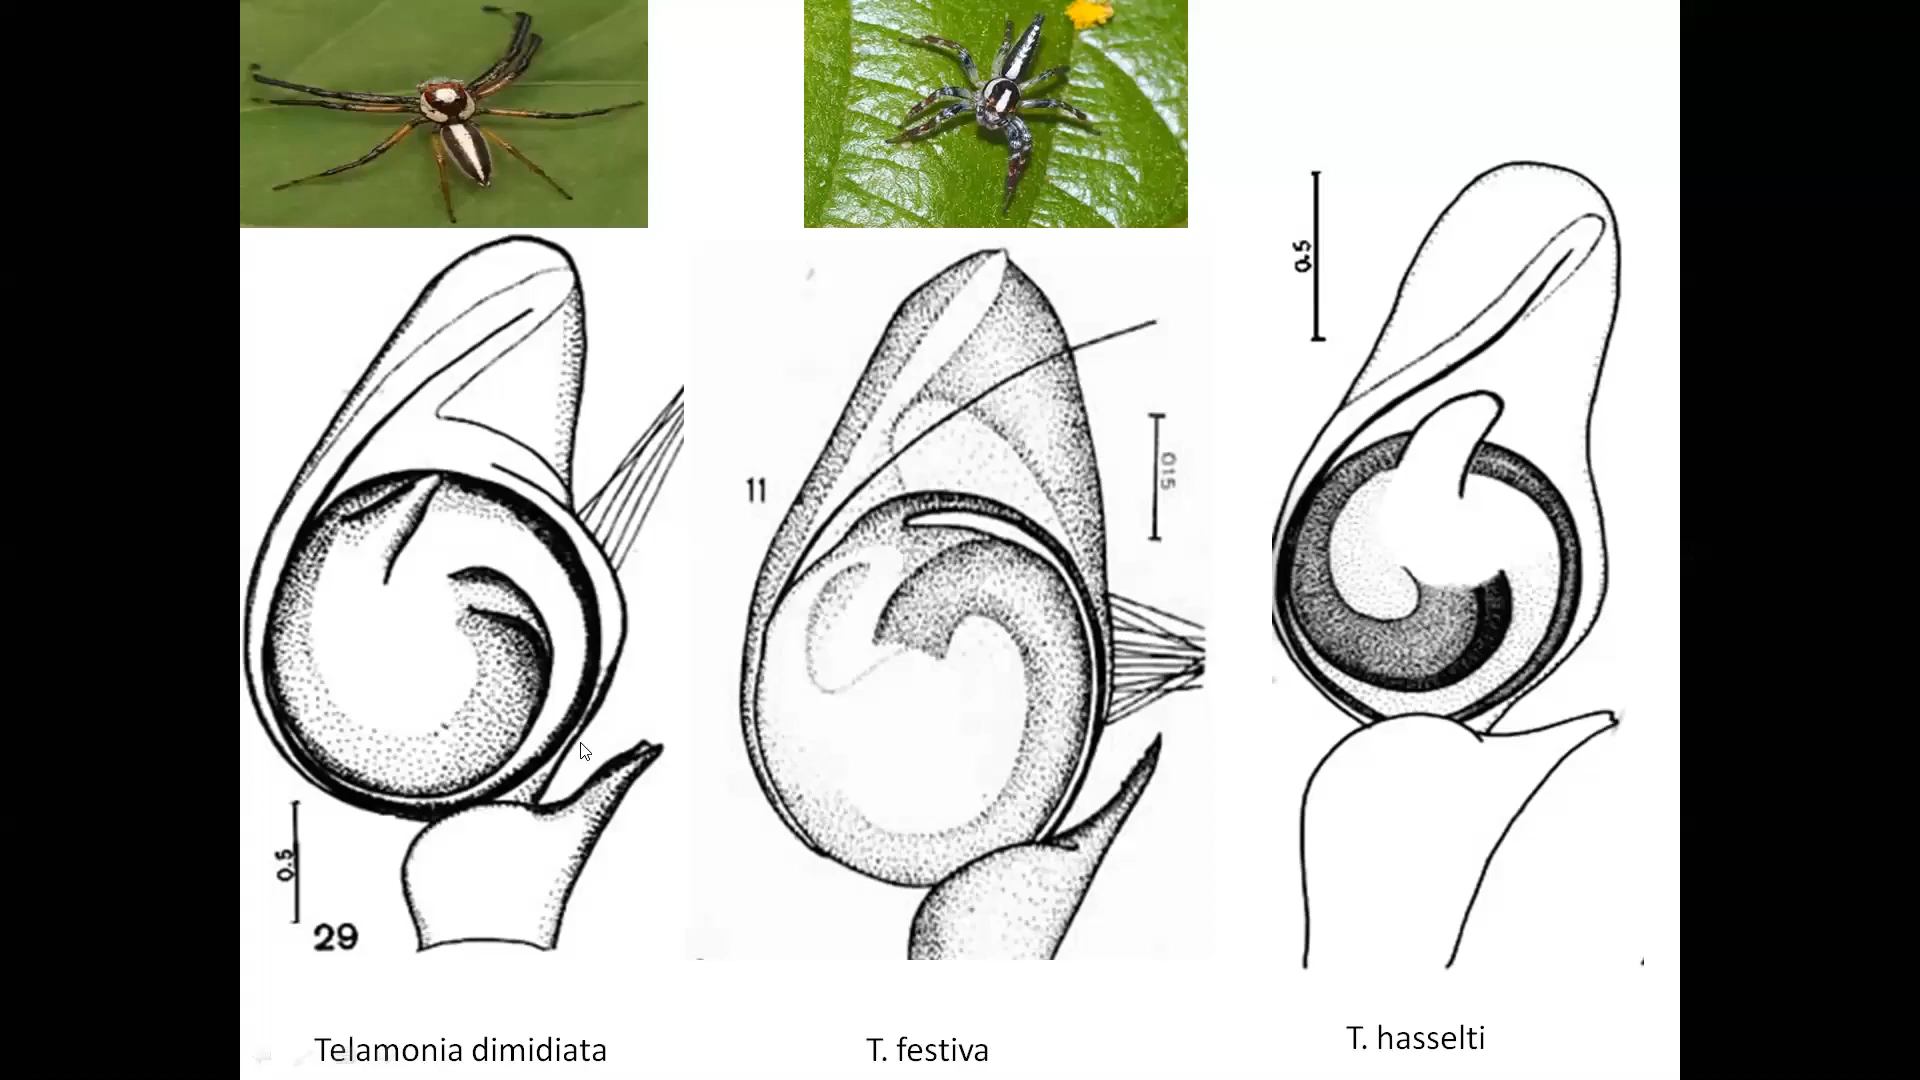 0.5
11
0.15
0.5
29
Telamonia dimidiata
T. festiva
T. hasselti